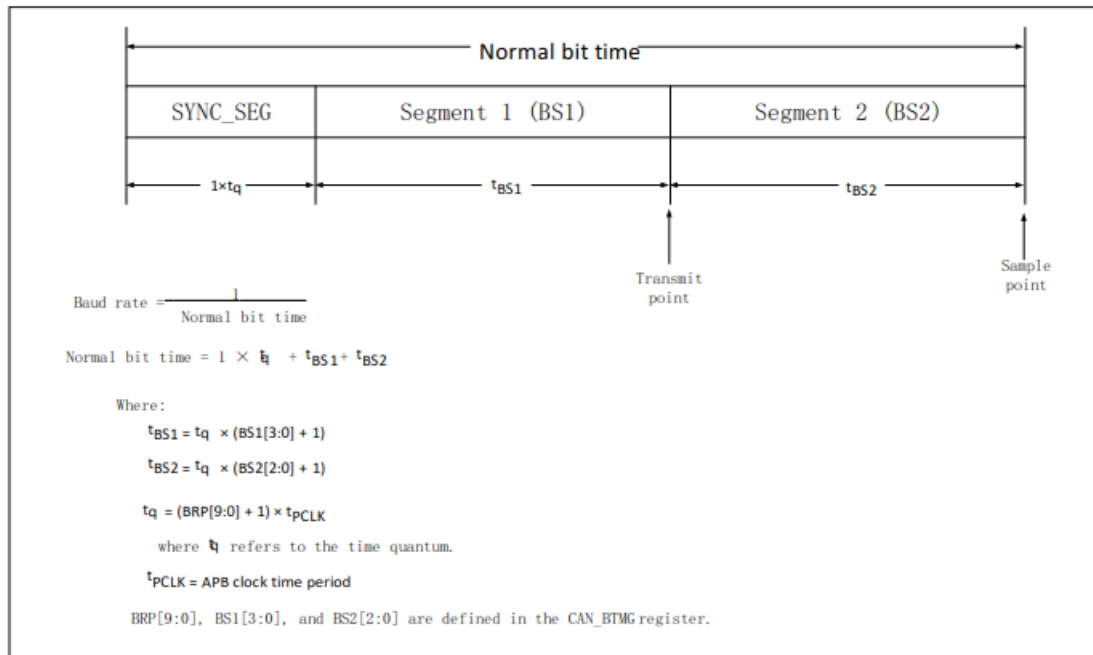 Normal bit time
SYNC_SEG Segment 1 (BS1) Segment 2 (BS2)
1×tq tBS1 tBS2
Transmit point
Sample point
Baud rate = 1
Normal bit time
Normal bit time = 1 × tq + tBS1+ tBS2
Where:
tBS1 = tq × (BS1[3:0] + 1)
tBS2 = tq × (BS2[2:0] + 1)
tq = (BRP[9:0] + 1) × tPCLK
where tq refers to the time quantum.
tPCLK = APB clock time period
BRP[9:0], BS1[3:0], and BS2[2:0] are defined in the CAN_BTMG register.